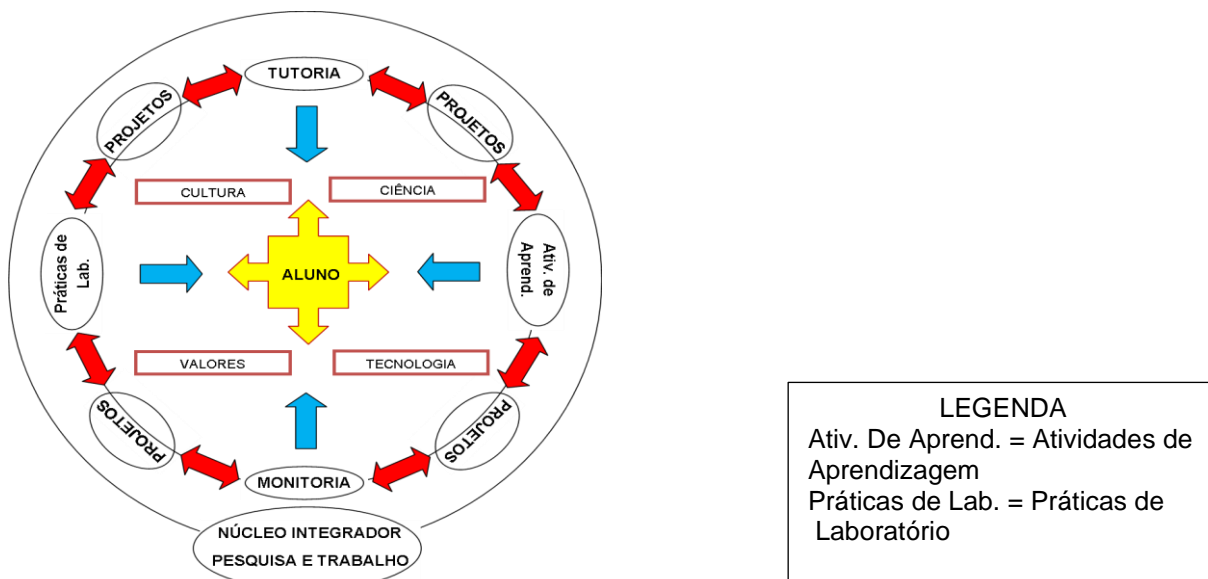 TUTORIA
PROJETOS
PROJETOS
CULTURA
CIÊNCIA
Práticas de
Lab.
ALUNO
Ativ. de
Aprend.
VALORES
TECNOLOGIA
PROJETOS
PROJETOS
MONITORIA
NÚCLEO INTEGRADOR
PESQUISA E TRABALHO
LEGENDA
Ativ. De Aprend. = Atividades de
Aprendizagem
Práticas de Lab. = Práticas de
Laboratório